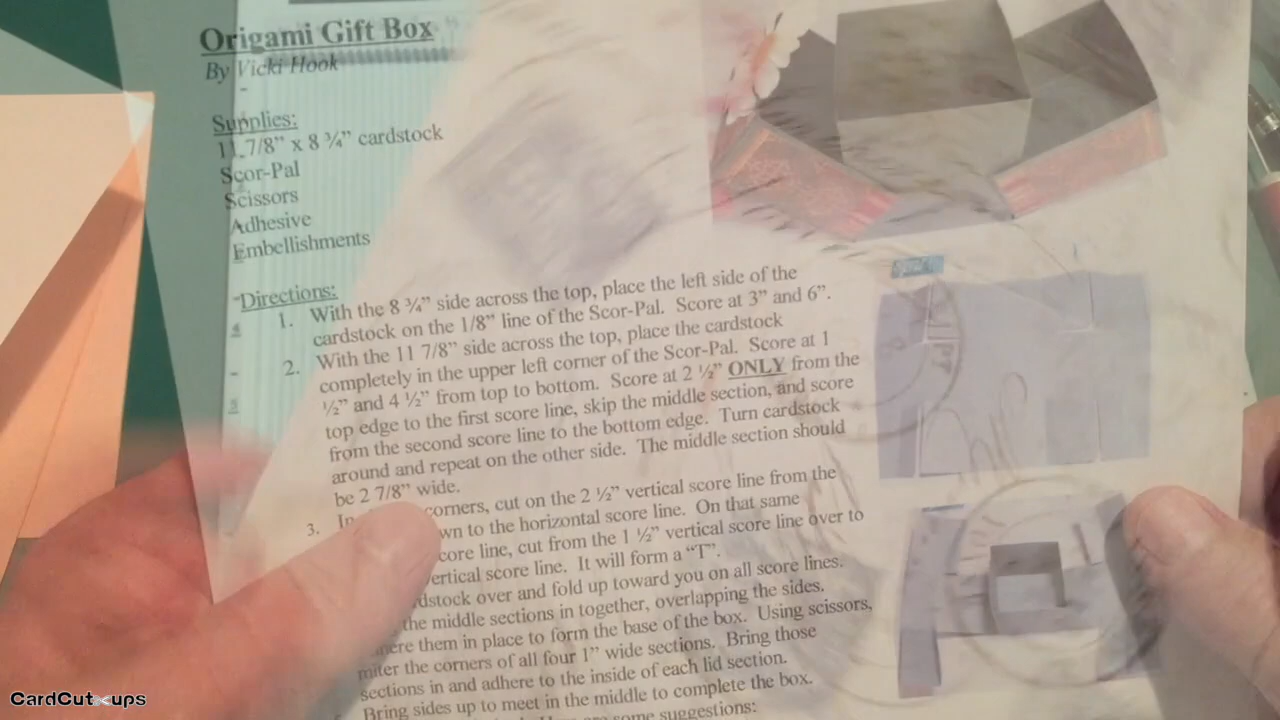 Origami Gift Box
By Vicki Hook
Supplies:
11 7/8” x 8 ¾” cardstock
Scor-Pal
Scissors
Adhesive
Embellishments
Directions:
1. With the 8 ¾” side across the top, place the left side of the
cardstock on the 1/8” line of the Scor-Pal. Score at 3” and 6”.
2. With the 11 7/8” side across the top, place the cardstock
completely in the upper left corner of the Scor-Pal. Score at 1
½” and 4 ½” from top to bottom. Score at 2 ½” ONLY from the
top edge to the first score line, skip the middle section, and score
from the second score line to the bottom edge. Turn cardstock
around and repeat on the other side. The middle section should
be 2 7/8” wide.
3. corners, cut on the 2 ½” vertical score line from the
to the horizontal score line. On that same
line, cut from the 1 ½” vertical score line over to
score line. It will form a “T”.
over and fold up toward you on all score lines.
the middle sections in together, overlapping the sides.
them in place to form the base of the box. Using scissors,
miter the corners of all four 1” wide sections. Bring those
sections in and adhere to the inside of each lid section.
Bring sides up to meet in the middle to complete the box.
some suggestions:
CardCut-ups